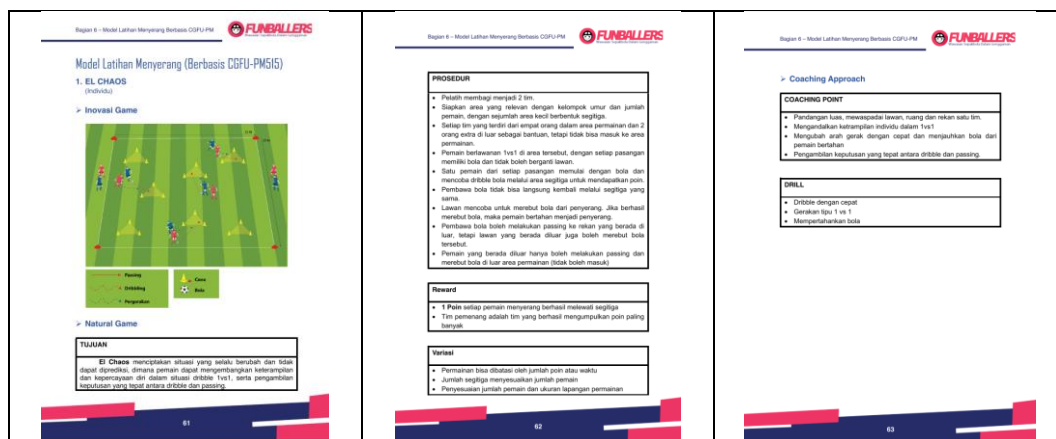 Bagian 6 – Model Latihan Menyerang Berbasis CGFU-PM
FUNBALLERS
Model Latihan Menyerang (Berbasis CGFU-PM515)
1. EL CHAOS
(Individu)
➢ Inovasi Game
Passing
Dribbling
Pergerakan
Cone
Bola
➢ Natural Game
TUJUAN
El Chaos menciptakan situasi yang selalu berubah dan tidak
dapat diprediksi, dimana pemain dapat mengembangkan keterampilan
dan kepercayaan diri dalam situasi dribble 1vs1, serta pengambilan
keputusan yang tepat antara dribble dan passing.
61
Bagian 6 – Model Latihan Menyerang Berbasis CGFU-PM
FUNBALLERS
PROSEDUR
• Pelatih membagi menjadi 2 tim.
• Siapkan area yang relevan dengan kelompok umur dan jumlah
pemain, dengan sejumlah area kecil berbentuk segitiga.
• Setiap tim yang terdiri dari empat orang dalam area permainan dan 2
orang extra di luar sebagai bantuan, tetapi tidak bisa masuk ke area
permainan.
• Pemain berlawanan 1vs1 di area tersebut, dengan setiap pasangan
memiliki bola dan tidak boleh berganti lawan.
• Satu pemain dari setiap pasangan memulai dengan bola dan
mencoba dribble bola melalui area segitiga untuk mendapatkan poin.
• Pembawa bola tidak bisa langsung kembali melalui segitiga yang
sama.
• Lawan mencoba untuk merebut bola dari penyerang. Jika berhasil
merebut bola, maka pemain bertahan menjadi penyerang.
• Pembawa bola boleh melakukan passing ke rekan yang berada di
luar, tetapi lawan yang berada diluar juga boleh merebut bola
tersebut.
• Pemain yang berada diluar hanya boleh melakukan passing dan
merebut bola di luar area permainan (tidak boleh masuk)
Reward
• 1 Poin setiap pemain menyerang berhasil melewati segitiga
• Tim pemenang adalah tim yang berhasil mengumpulkan poin paling
banyak
Variasi
• Permainan bisa dibatasi oleh jumlah poin atau waktu
• Jumlah segitiga menyesuaikan jumlah pemain
• Penyesuaian jumlah pemain dan ukuran lapangan permainan
62
Bagian 6 – Model Latihan Menyerang Berbasis CGFU-PM
FUNBALLERS
➢ Coaching Approach
COACHING POINT
• Pandangan luas, mewaspadai lawan, ruang dan rekan satu tim.
• Mengandalkan ketrampilan individu dalam 1vs1
• Mengubah arah gerak dengan cepat dan menjauhkan bola dari
pemain bertahan
• Pengambilan keputusan yang tepat antara dribble dan passing.
DRILL
• Dribble dengan cepat
• Gerakan tipu 1 vs 1
• Mempertahankan bola
63